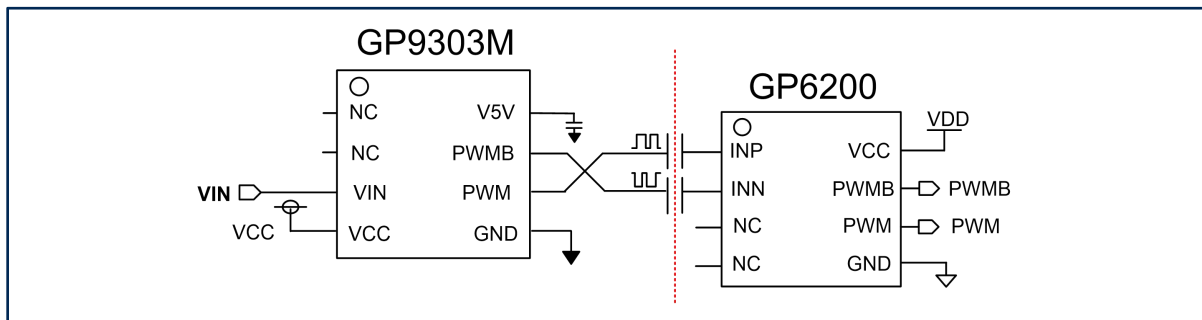 GP9303M
NC
NC
VIN
VCC
V5V
PWMB
PWM
GND
VIN
VCC
GP6200
INP
INN
NC
NC
VCC
PWMB
PWM
GND
VDD
PWMB
PWM